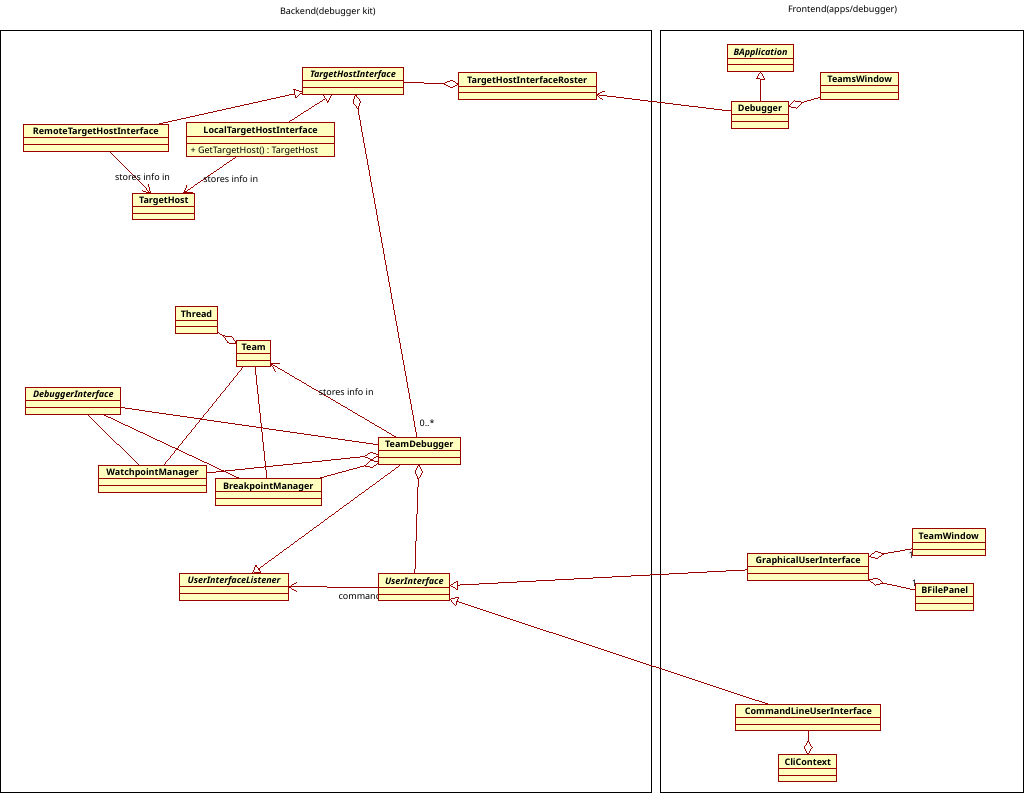 Backend(debugger kit)
Frontend(apps/debugger)
BApplication
TargetHostInterface
TargetHostInterfaceRoster
TeamsWindow
Debugger
RemoteTargetHostInterface
LocalTargetHostInterface
+ GetTargetHost() : TargetHost
stores info in
stores info in
TargetHost
Thread
Team
DebuggerInterface
stores info in
0..*
TeamDebugger
WatchpointManager
BreakpointManager
TeamWindow
1
GraphicalUserInterface
UserInterfaceListener
UserInterface
command
1
BFilePanel
CommandLineUserInterface
CliContext